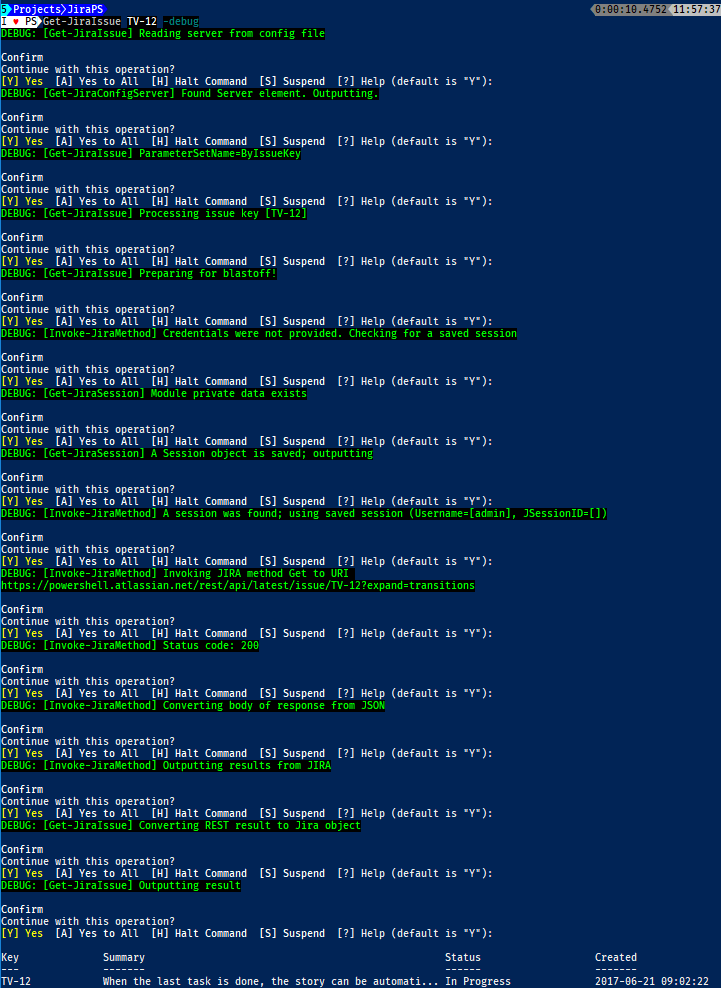 5 Projects JiraPS 0:00:10.4752 11:57:37
I ♥ PS Get-JiraIssue TV-12 -debug
DEBUG: [Get-JiraIssue] Reading server from config file
Confirm
Continue with this operation?
[Y] Yes  [A] Yes to All  [H] Halt Command  [S] Suspend  [?] Help (default is "Y"):
DEBUG: [Get-JiraConfigServer] Found Server element. Outputting.
Confirm
Continue with this operation?
[Y] Yes  [A] Yes to All  [H] Halt Command  [S] Suspend  [?] Help (default is "Y"):
DEBUG: [Get-JiraIssue] ParameterSetName=ByIssueKey
Confirm
Continue with this operation?
[Y] Yes  [A] Yes to All  [H] Halt Command  [S] Suspend  [?] Help (default is "Y"):
DEBUG: [Get-JiraIssue] Processing issue key [TV-12]
Confirm
Continue with this operation?
[Y] Yes  [A] Yes to All  [H] Halt Command  [S] Suspend  [?] Help (default is "Y"):
DEBUG: [Get-JiraIssue] Preparing for blastoff!
Confirm
Continue with this operation?
[Y] Yes  [A] Yes to All  [H] Halt Command  [S] Suspend  [?] Help (default is "Y"):
DEBUG: [Invoke-JiraMethod] Credentials were not provided. Checking for a saved session
Confirm
Continue with this operation?
[Y] Yes  [A] Yes to All  [H] Halt Command  [S] Suspend  [?] Help (default is "Y"):
DEBUG: [Get-JiraSession] Module private data exists
Confirm
Continue with this operation?
[Y] Yes  [A] Yes to All  [H] Halt Command  [S] Suspend  [?] Help (default is "Y"):
DEBUG: [Get-JiraSession] A Session object is saved; outputting
Confirm
Continue with this operation?
[Y] Yes  [A] Yes to All  [H] Halt Command  [S] Suspend  [?] Help (default is "Y"):
DEBUG: [Invoke-JiraMethod] A session was found; using saved session (Username=[admin], JSessionID=[])
Confirm
Continue with this operation?
[Y] Yes  [A] Yes to All  [H] Halt Command  [S] Suspend  [?] Help (default is "Y"):
DEBUG: [Invoke-JiraMethod] Invoking JIRA method Get to URI
https://powershell.atlassian.net/rest/api/latest/issue/TV-12?expand=transitions
Confirm
Continue with this operation?
[Y] Yes  [A] Yes to All  [H] Halt Command  [S] Suspend  [?] Help (default is "Y"):
DEBUG: [Invoke-JiraMethod] Status code: 200
Confirm
Continue with this operation?
[Y] Yes  [A] Yes to All  [H] Halt Command  [S] Suspend  [?] Help (default is "Y"):
DEBUG: [Invoke-JiraMethod] Converting body of response from JSON
Confirm
Continue with this operation?
[Y] Yes  [A] Yes to All  [H] Halt Command  [S] Suspend  [?] Help (default is "Y"):
DEBUG: [Invoke-JiraMethod] Outputting results from JIRA
Confirm
Continue with this operation?
[Y] Yes  [A] Yes to All  [H] Halt Command  [S] Suspend  [?] Help (default is "Y"):
DEBUG: [Get-JiraIssue] Converting REST result to Jira object
Confirm
Continue with this operation?
[Y] Yes  [A] Yes to All  [H] Halt Command  [S] Suspend  [?] Help (default is "Y"):
DEBUG: [Get-JiraIssue] Outputting result
Confirm
Continue with this operation?
[Y] Yes  [A] Yes to All  [H] Halt Command  [S] Suspend  [?] Help (default is "Y"):
Key Summary Status Created
--- ------- ------ -------
TV-12 When the last task is done, the story can be automati... In Progress 2017-06-21 09:02:22